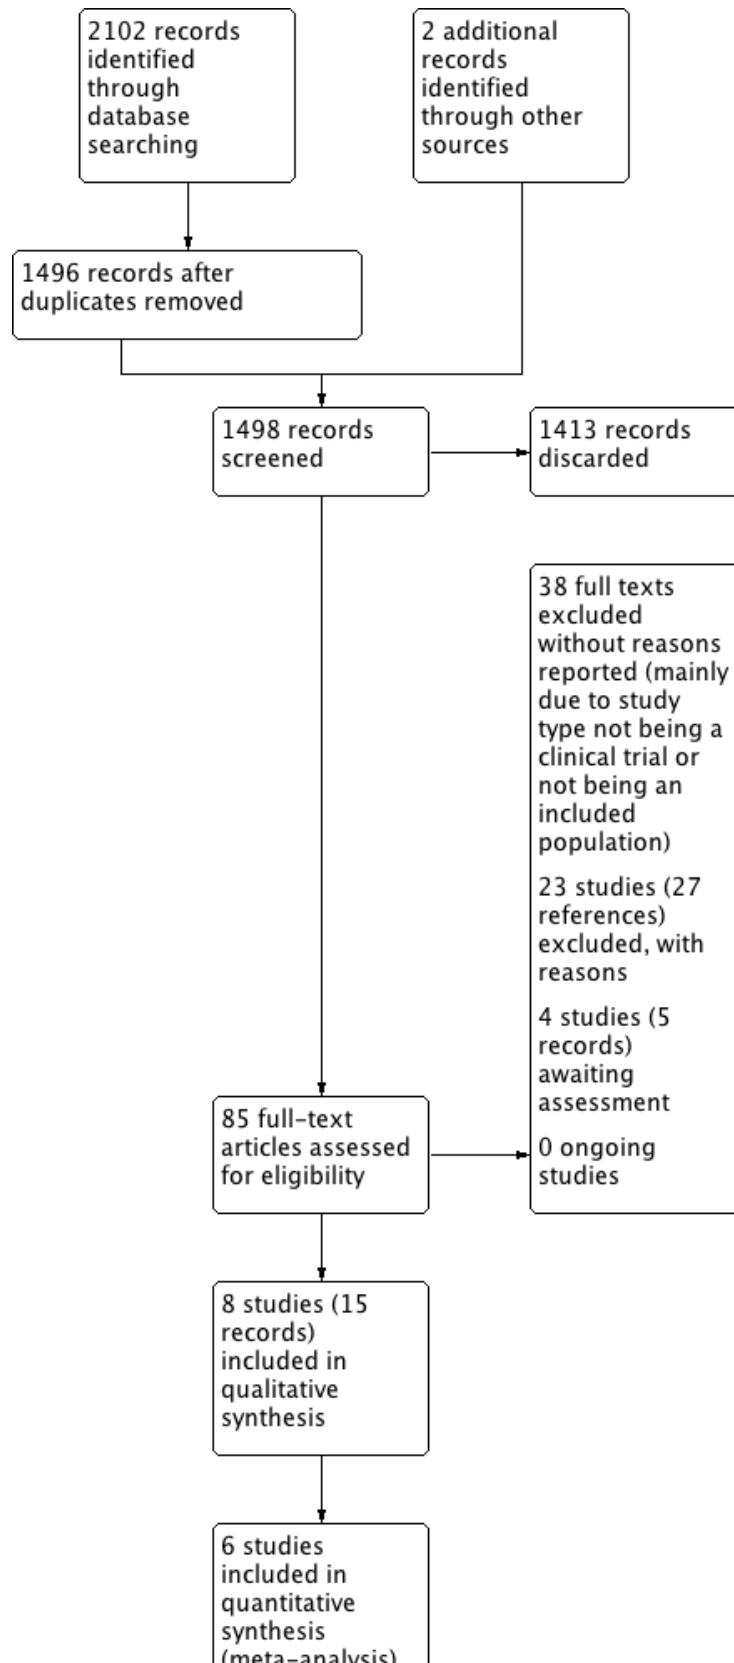 2102 records
identified
through
database
searching
2 additional
records
identified
through other
sources
1496 records after
duplicates removed
1498 records
screened
1413 records
discarded
38 full texts
excluded
without reasons
reported (mainly
due to study
type not being a
clinical trial or
not being an
included
population)
23 studies (27
references)
excluded, with
reasons
4 studies (5
records)
awaiting
assessment
0 ongoing
studies
85 full-text
articles assessed
for eligibility
8 studies (15
records)
included in
qualitative
synthesis
6 studies
included in
quantitative
synthesis
(meta-analysis)